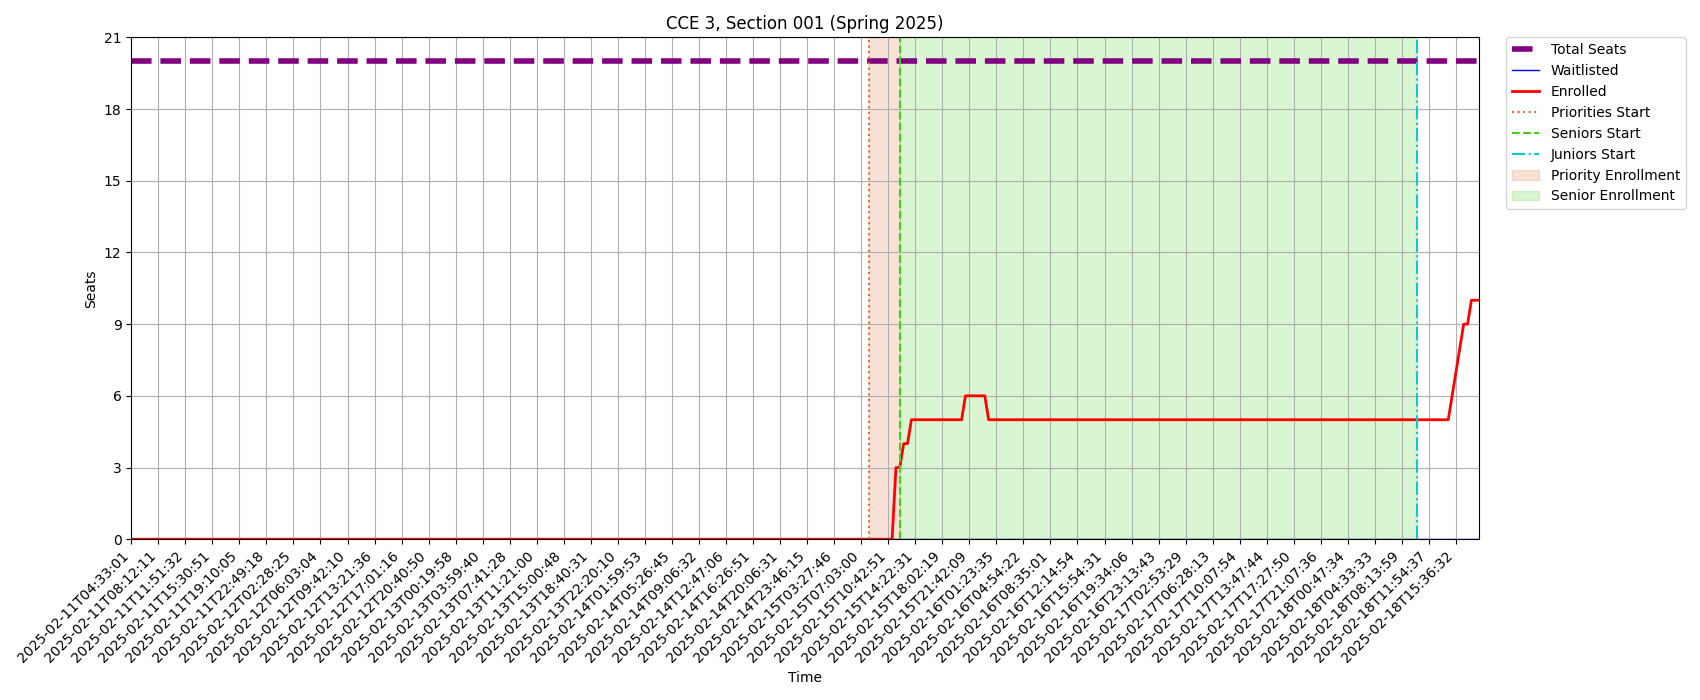 CCE 3, Section 001 (Spring 2025)
21
18
15
12
9
6
3
0
Seats
Total Seats
Waitlisted
Enrolled
Priorities Start
Seniors Start
Juniors Start
Priority Enrollment
Senior Enrollment
2025-02-11T04:33:01
2025-02-11T08:12:11
2025-02-11T11:51:32
2025-02-11T15:30:51
2025-02-11T19:10:05
2025-02-11T22:49:18
2025-02-12T02:28:25
2025-02-12T06:03:04
2025-02-12T09:42:10
2025-02-12T13:21:36
2025-02-12T17:01:16
2025-02-12T20:40:50
2025-02-13T00:19:58
2025-02-13T03:59:40
2025-02-13T07:41:28
2025-02-13T11:21:00
2025-02-13T15:00:48
2025-02-13T18:40:31
2025-02-13T22:20:10
2025-02-14T01:59:53
2025-02-14T05:26:45
2025-02-14T09:06:32
2025-02-14T12:47:06
2025-02-14T16:26:51
2025-02-14T20:06:31
2025-02-14T23:46:15
2025-02-15T03:27:46
2025-02-15T07:03:00
2025-02-15T10:42:51
2025-02-15T14:22:31
2025-02-15T18:02:19
2025-02-15T21:42:09
2025-02-16T01:23:35
2025-02-16T04:54:22
2025-02-16T08:35:01
2025-02-16T12:14:54
2025-02-16T15:54:31
2025-02-16T19:34:06
2025-02-16T23:13:43
2025-02-17T02:53:29
2025-02-17T06:28:13
2025-02-17T10:07:54
2025-02-17T13:47:44
2025-02-17T17:27:50
2025-02-17T21:07:36
2025-02-18T00:47:34
2025-02-18T04:33:33
2025-02-18T08:13:59
2025-02-18T11:54:37
2025-02-18T15:36:32
Time